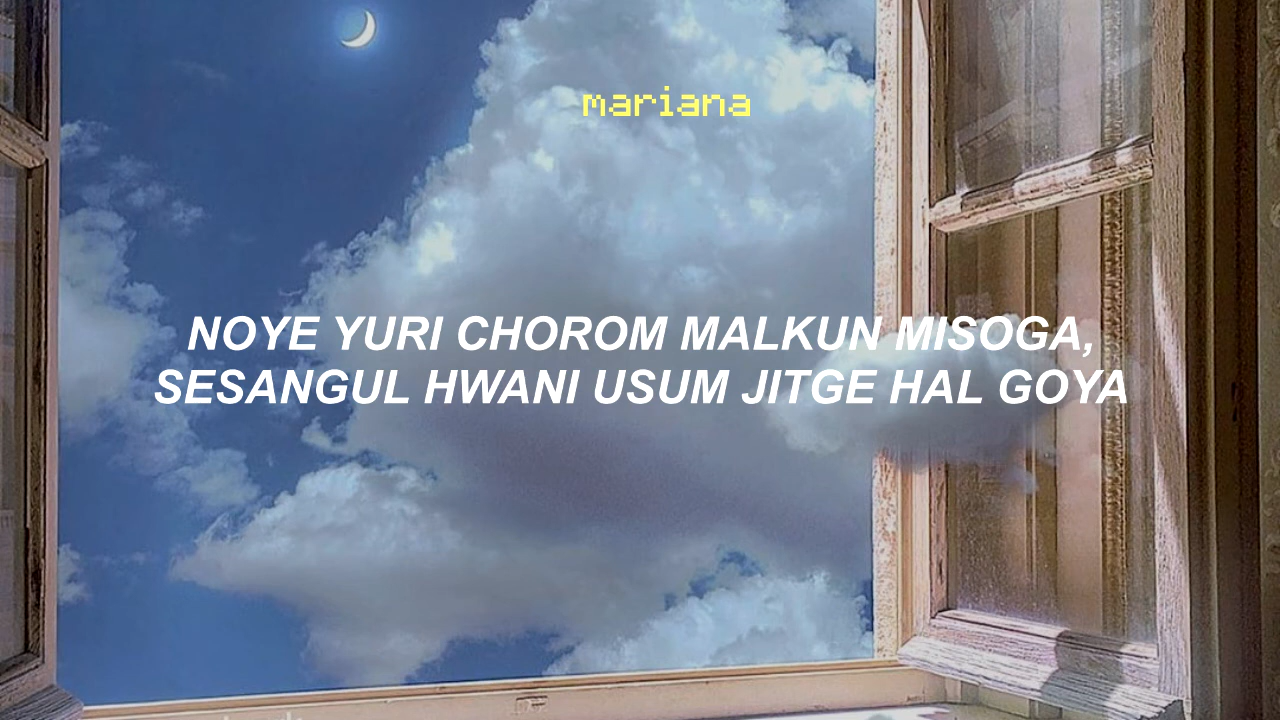 mariana
NOYE YURI CHOROM MALKUN MISOGA,
SESANGUL HWANI USUM JITGE HAL GOYA